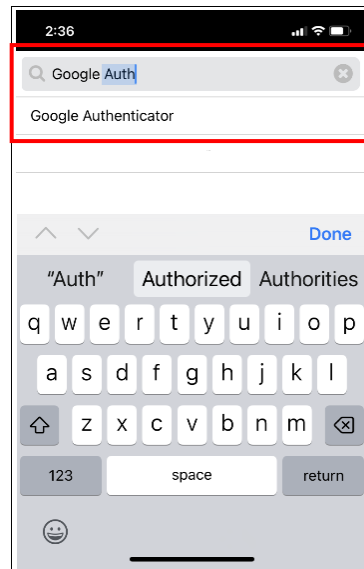 2:36
Google Auth
Google Authenticator
Done
“Auth” Authorized Authorities
q w e r t y u i o p
a s d f g h j k l
z x c v b n m
123 space return